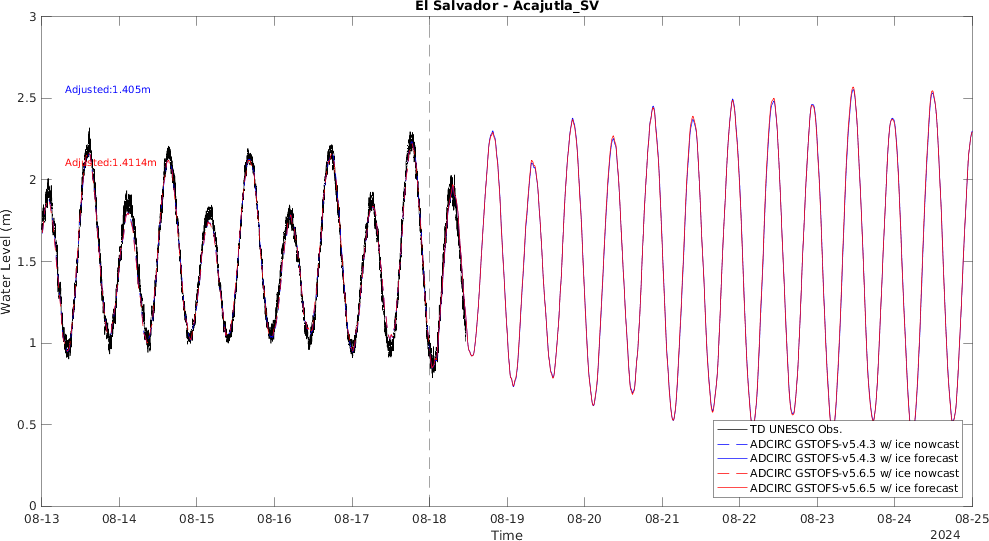 El Salvador - Acajutla_SV
3
2.5
2
1.5
1
0.5
0
Water Level (m)
Adjusted:1.405m
Adjusted:1.4114m
TD UNESCO Obs.
ADCIRC GSTOFS-v5.4.3 w/ ice nowcast
ADCIRC GSTOFS-v5.4.3 w/ ice forecast
ADCIRC GSTOFS-v5.6.5 w/ ice nowcast
ADCIRC GSTOFS-v5.6.5 w/ ice forecast
08-13 08-14 08-15 08-16 08-17 08-18 08-19 08-20 08-21 08-22 08-23 08-24 08-25
Time
2024